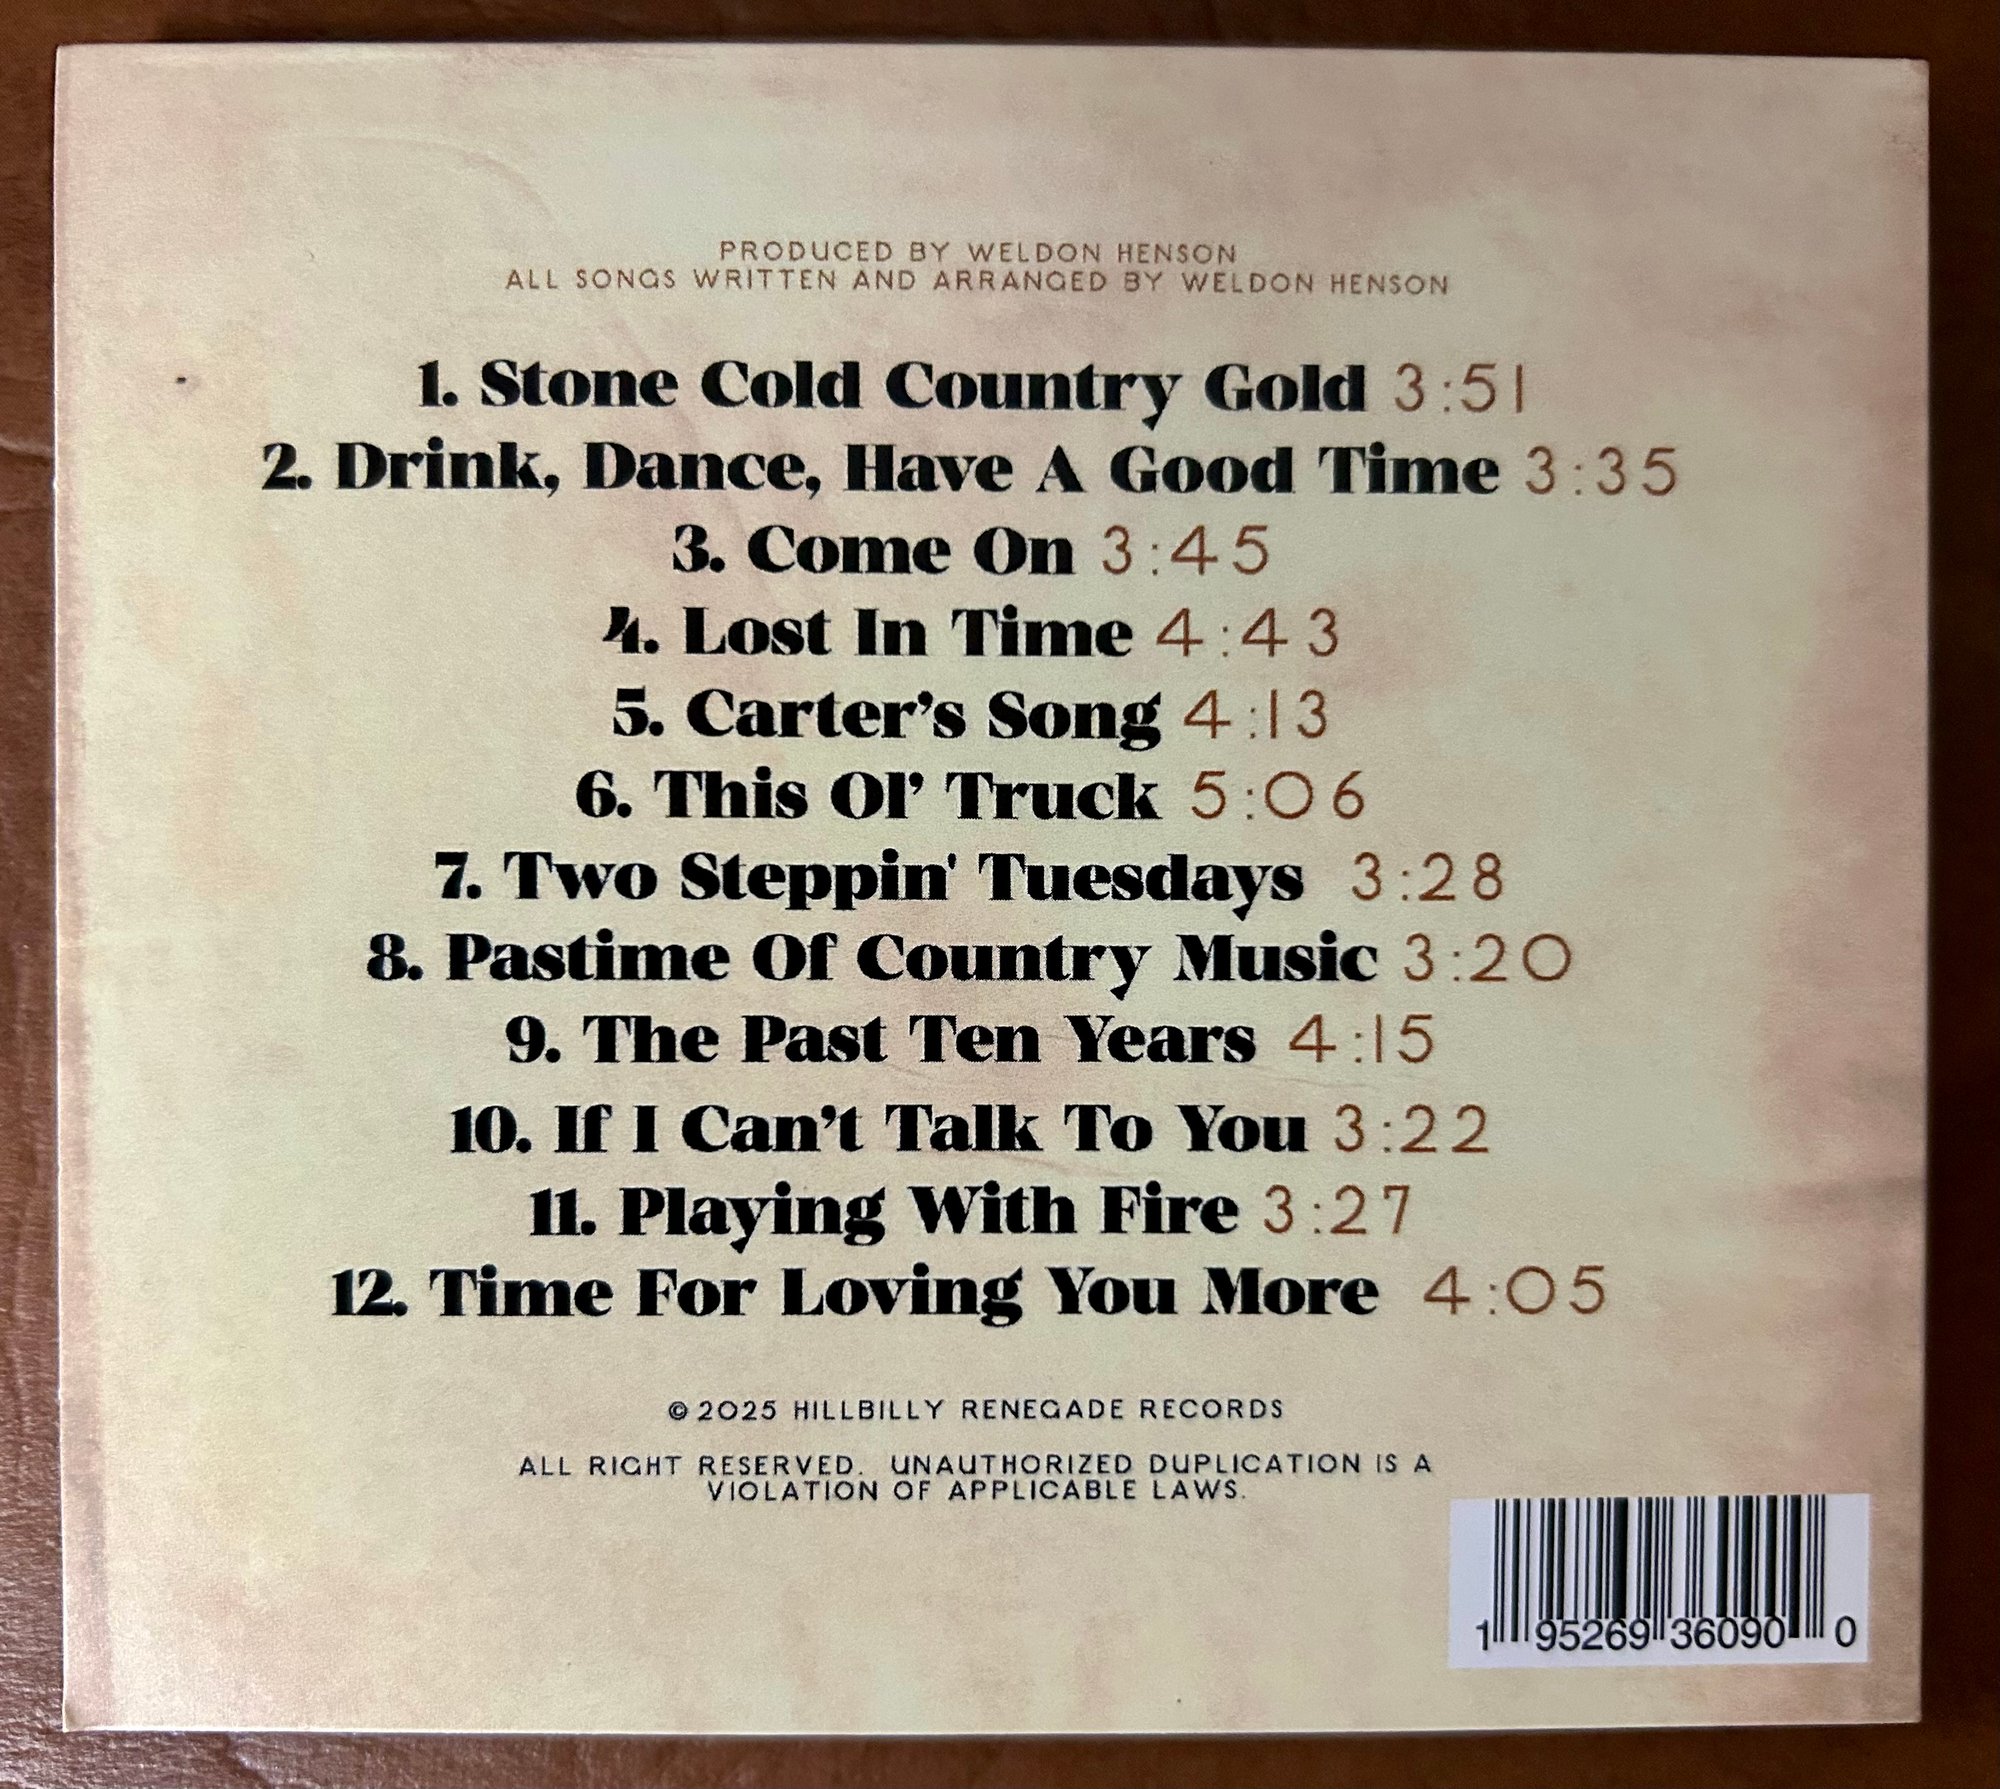 PRODUCED BY WELDON HENSON
ALL SONGS WRITTEN AND ARRANGED BY WELDON HENSON
1. Stone Cold Country Gold 3:51
2. Drink, Dance, Have A Good Time 3:35
3. Come On 3:45
4. Lost In Time 4:43
5. Carter’s Song 4:13
6. This Ol’ Truck 5:06
7. Two Steppin' Tuesdays 3:28
8. Pastime Of Country Music 3:20
9. The Past Ten Years 4:15
10. If I Can’t Talk To You 3:22
11. Playing With Fire 3:27
12. Time For Loving You More 4:05
© 2025 HILLBILLY RENEGADE RECORDS
ALL RIGHT RESERVED. UNAUTHORIZED DUPLICATION IS A
VIOLATION OF APPLICABLE LAWS.
1 95269 36090 0